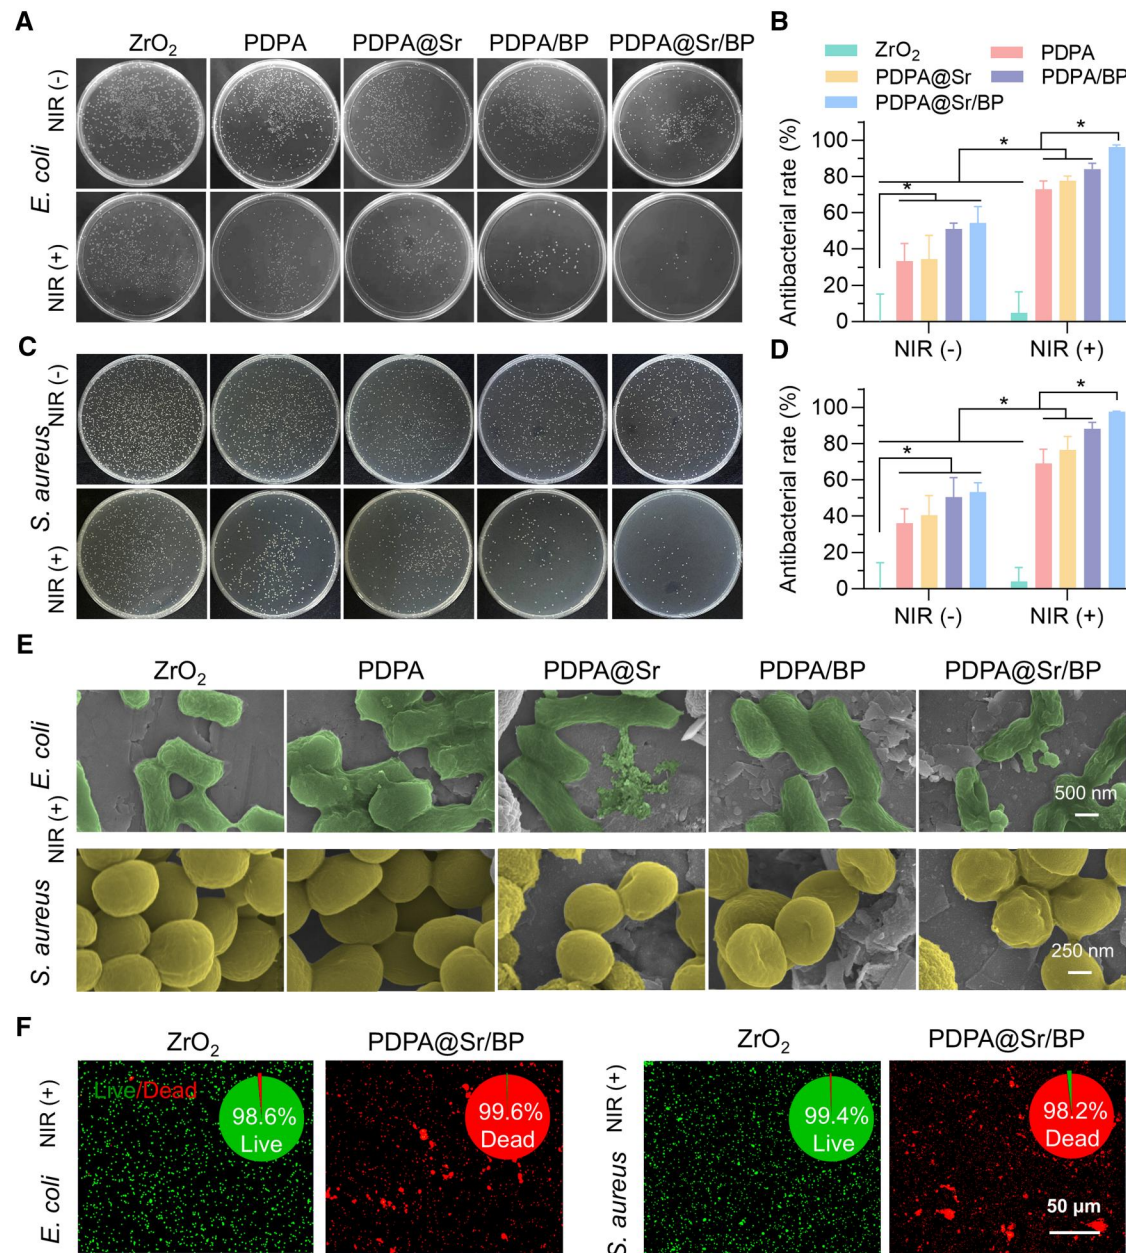 A
ZrO₂ PDPA PDPA@Sr PDPA/BP PDPA@Sr/BP
E. coli
NIR (-)
NIR (+)
B
ZrO₂ PDPA
PDPA@Sr PDPA/BP
PDPA@Sr/BP
Antibacterial rate (%)
100
80
60
40
20
0
* * *
NIR (-) NIR (+)
C
S. aureus
NIR (-)
NIR (+)
D
Antibacterial rate (%)
100
80
60
40
20
0
* * *
NIR (-) NIR (+)
E
ZrO₂ PDPA PDPA@Sr PDPA/BP PDPA@Sr/BP
NIR (+)
E. coli
500 nm
S. aureus
250 nm
F
ZrO₂ PDPA@Sr/BP ZrO₂ PDPA@Sr/BP
E. coli NIR (+)
Live/Dead
98.6%
Live
99.6%
Dead
S. aureus NIR (+)
99.4%
Live
98.2%
Dead
50 µm